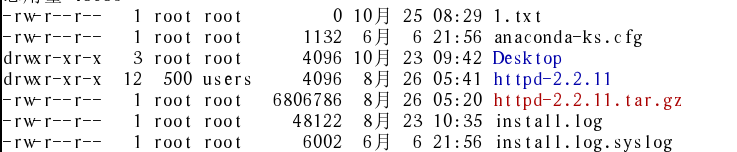 -rw-r--r-- 1 root root 0 10月 25 08:29 1.txt
-rw-r--r-- 1 root root 1132 6月 6 21:56 anaconda-ks.cfg
drwxr-xr-x 3 root root 4096 10月 23 09:42 Desktop
drwxr-xr-x 12 500 users 4096 8月 26 05:41 httpd-2.2.11
-rw-r--r-- 1 root root 6806786 8月 26 05:20 httpd-2.2.11.tar.gz
-rw-r--r-- 1 root root 48122 8月 23 10:35 install.log
-rw-r--r-- 1 root root 6002 6月 6 21:56 install.log.syslog